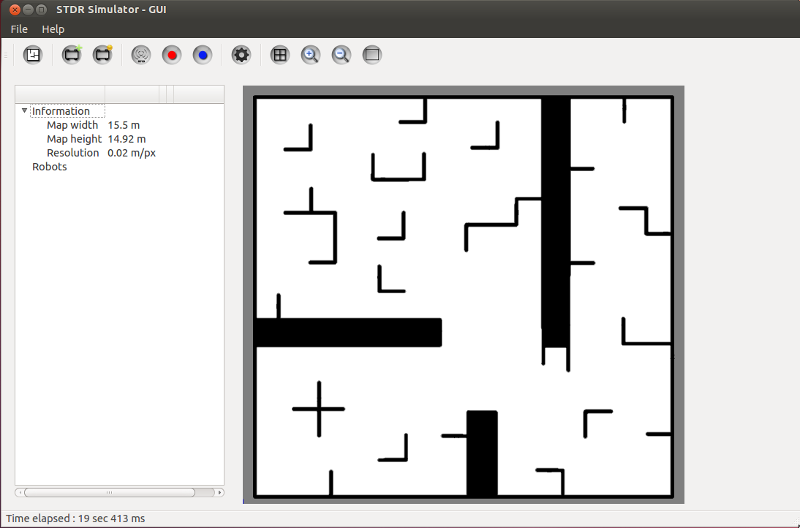 STDR Simulator - GUI
File Help
Information
Map width 15.5 m
Map height 14.92 m
Resolution 0.02 m/px
Robots
Time elapsed : 19 sec 413 ms